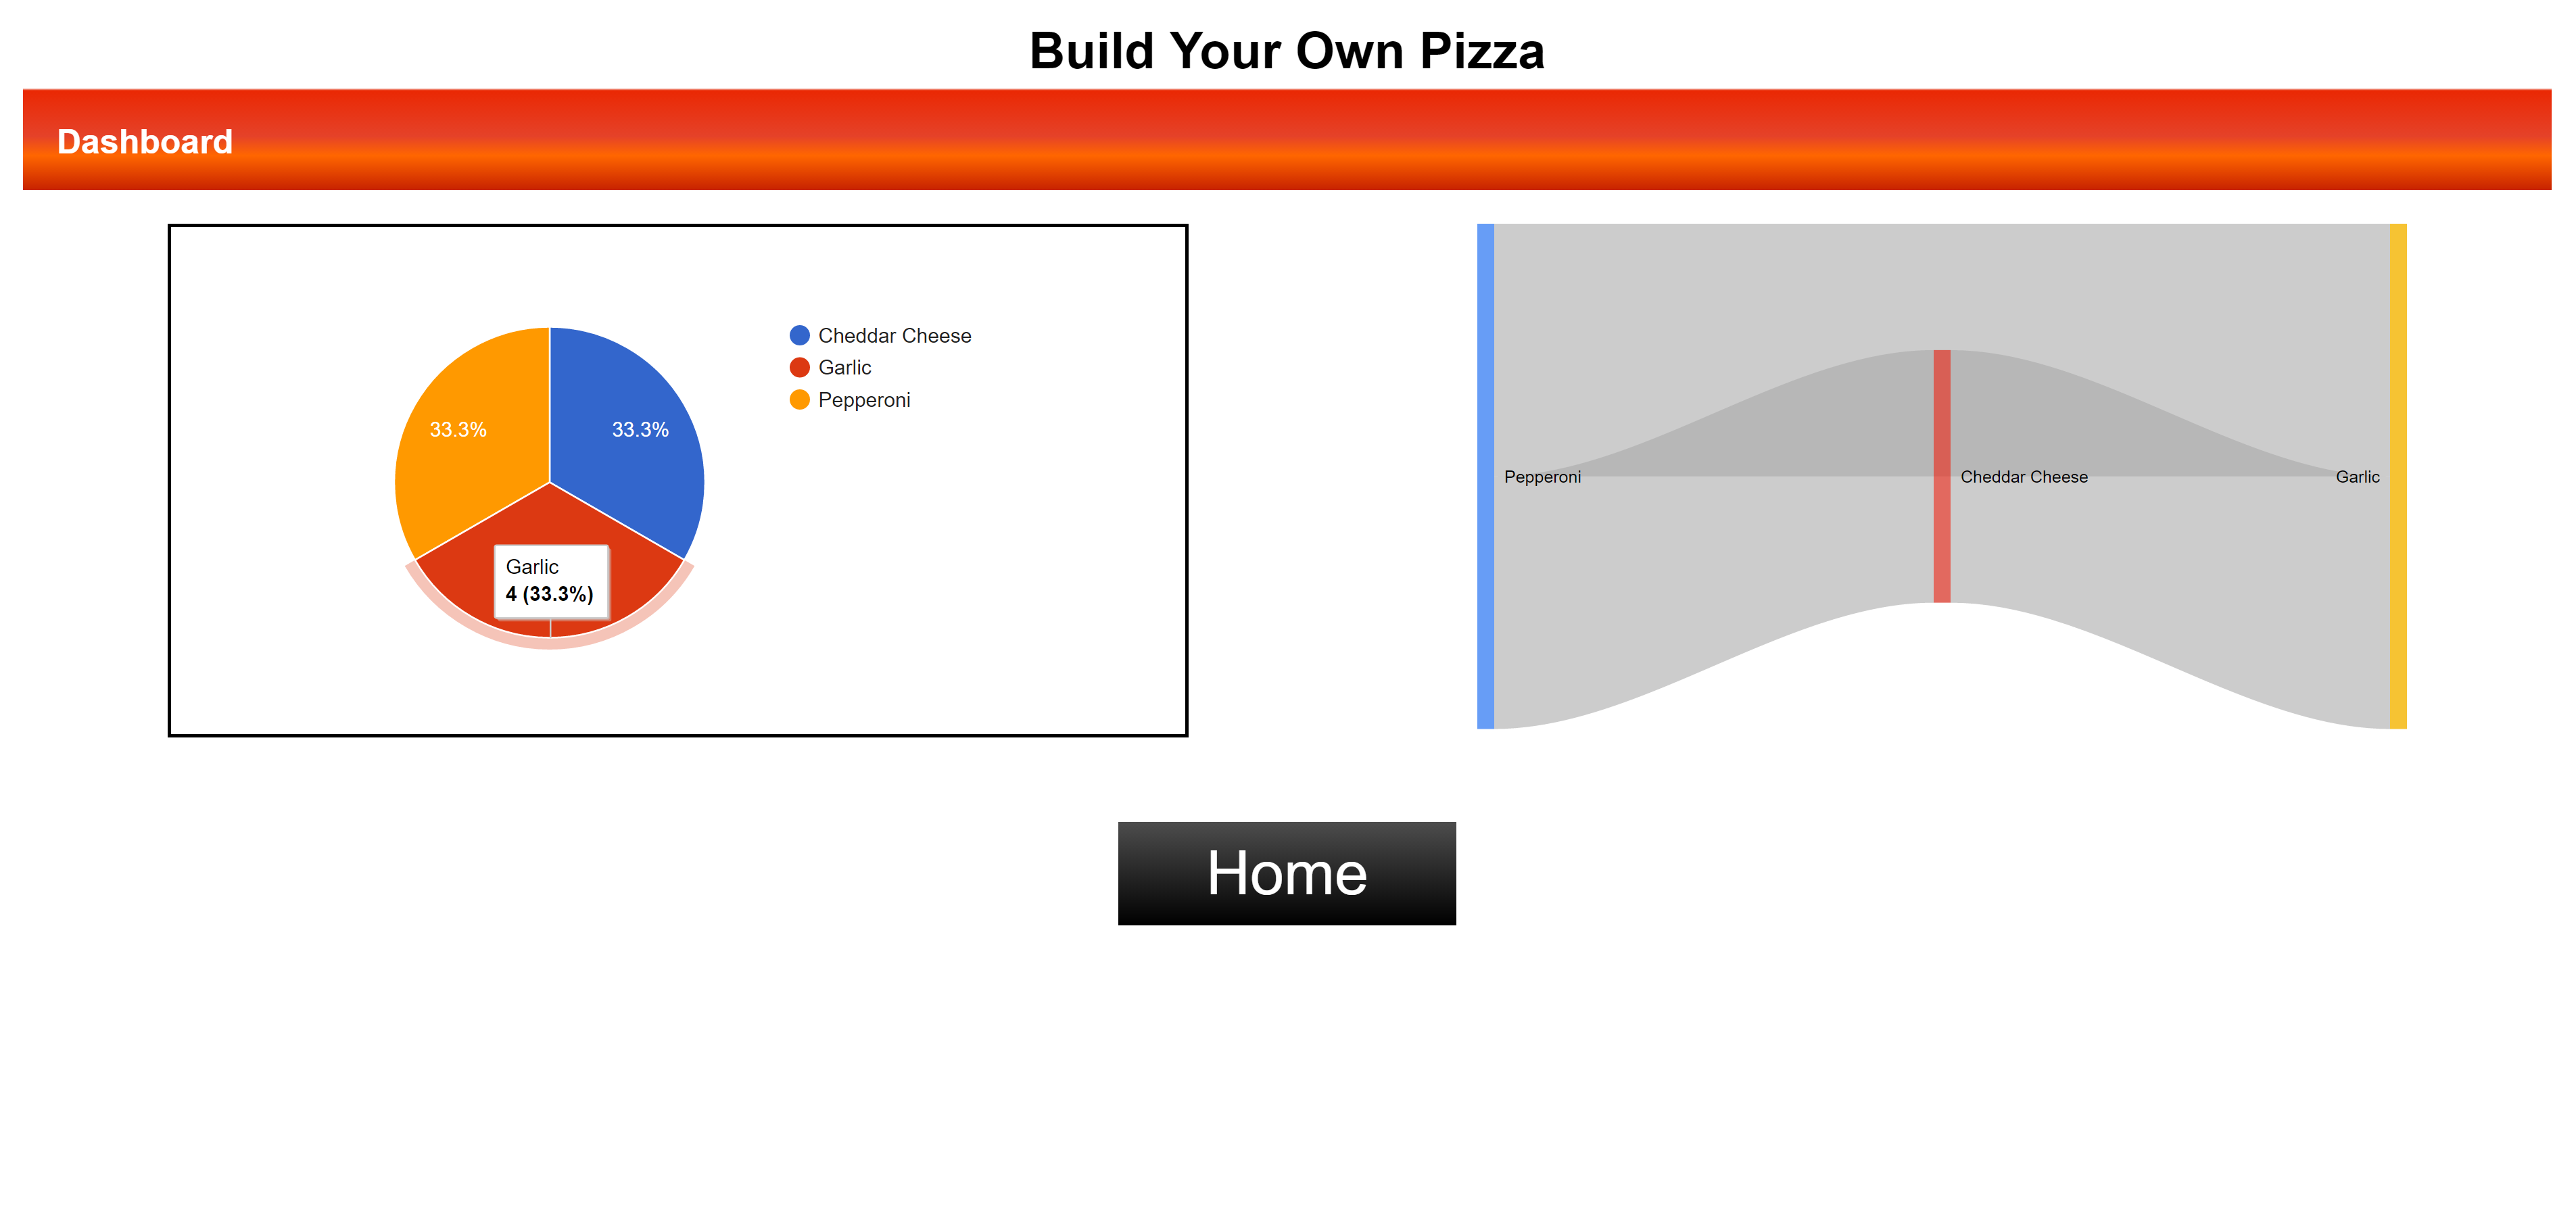 Build Your Own Pizza
Dashboard
Cheddar Cheese
Garlic
Pepperoni
33.3%
33.3%
Garlic
4 (33.3%)
Pepperoni
Cheddar Cheese
Garlic
Home